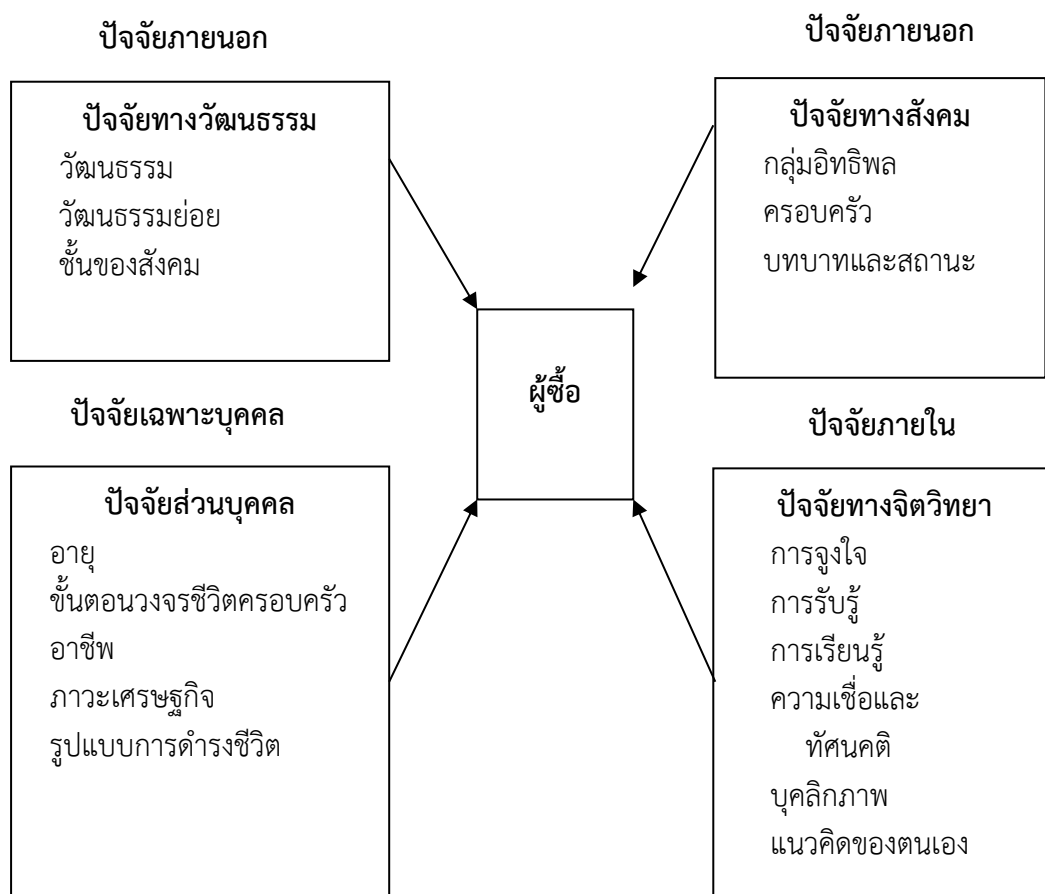 ปัจจัยภายนอก
ปัจจัยทางวัฒนธรรม
วัฒนธรรม
วัฒนธรรมย่อย
ชั้นของสังคม
ปัจจัยภายนอก
ปัจจัยทางสังคม
กลุ่มอิทธิพล
ครอบครัว
บทบาทและสถานะ
ผู้ซื้อ
ปัจจัยเฉพาะบุคคล
ปัจจัยส่วนบุคคล
อายุ
ขั้นตอนวงจรชีวิตครอบครัว
อาชีพ
ภาวะเศรษฐกิจ
รูปแบบการดำรงชีวิต
ปัจจัยภายใน
ปัจจัยทางจิตวิทยา
การจูงใจ
การรับรู้
การเรียนรู้
ความเชื่อและ
ทัศนคติ
บุคลิกภาพ
แนวคิดของตนเอง